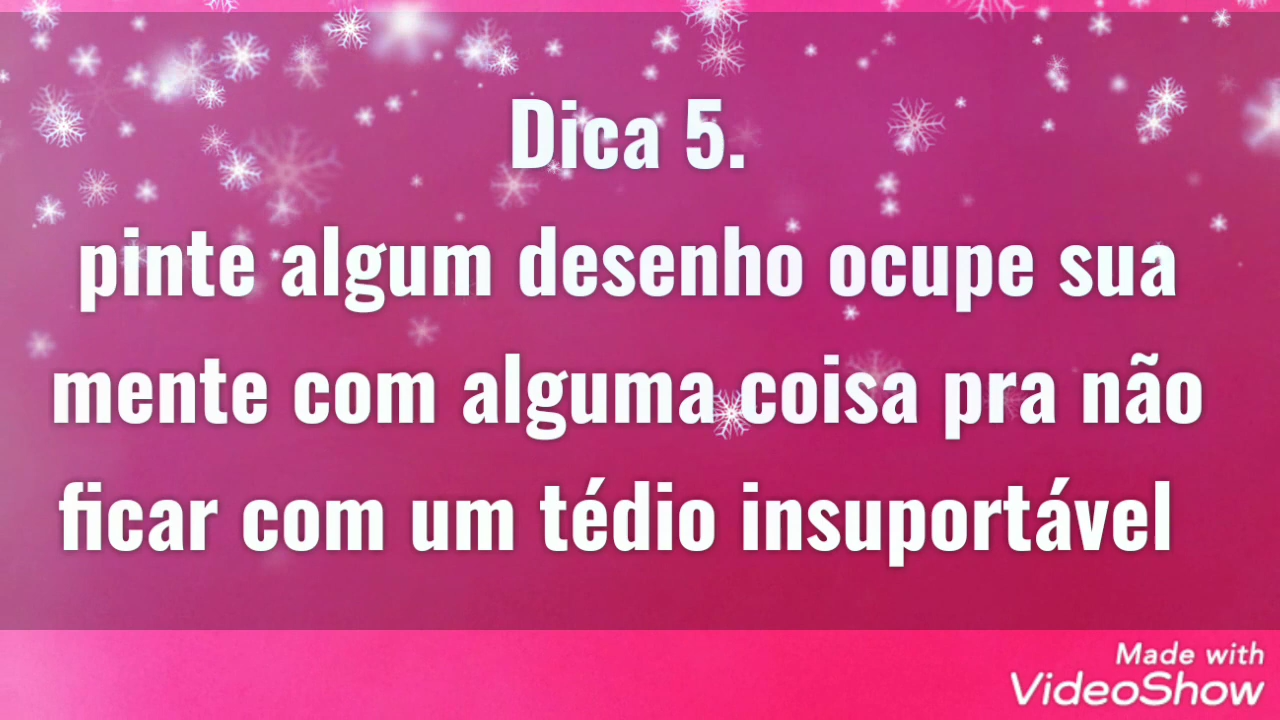 Dica 5.
pinte algum desenho ocupe sua
mente com alguma coisa pra não
ficar com um tédio insuportável
Made with
VideoShow